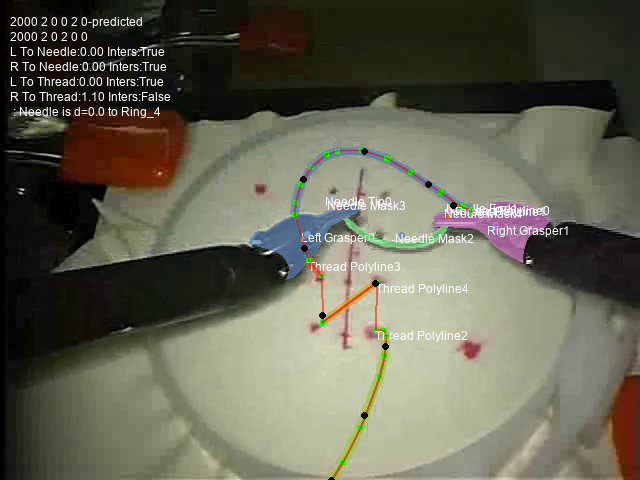 2000 2 0 0 2 0-predicted
2000 2 0 2 0 0
L To Needle:0.00 Inters:True
R To Needle:0.00 Inters:True
L To Thread:0.00 Inters:True
R To Thread:1.10 Inters:False
: Needle is d=0.0 to Ring_4
Needle Tip0
Needle Mask3
Right Grasper1
Left Grasper
Needle Mask2
Thread Polyline3
Thread Polyline4
Thread Polyline2